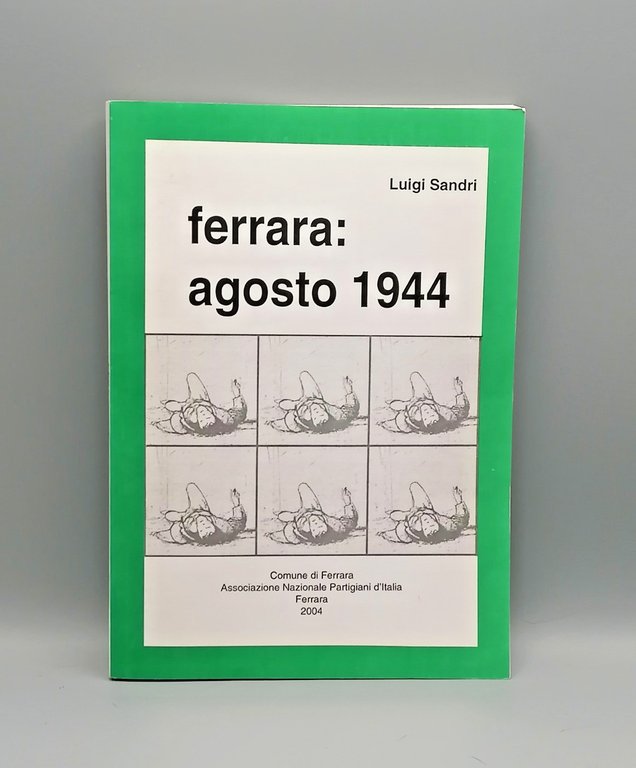 Luigi Sandri
ferrara:
agosto 1944
Comune di Ferrara
Associazione Nazionale Partigiani d'Italia
Ferrara
2004